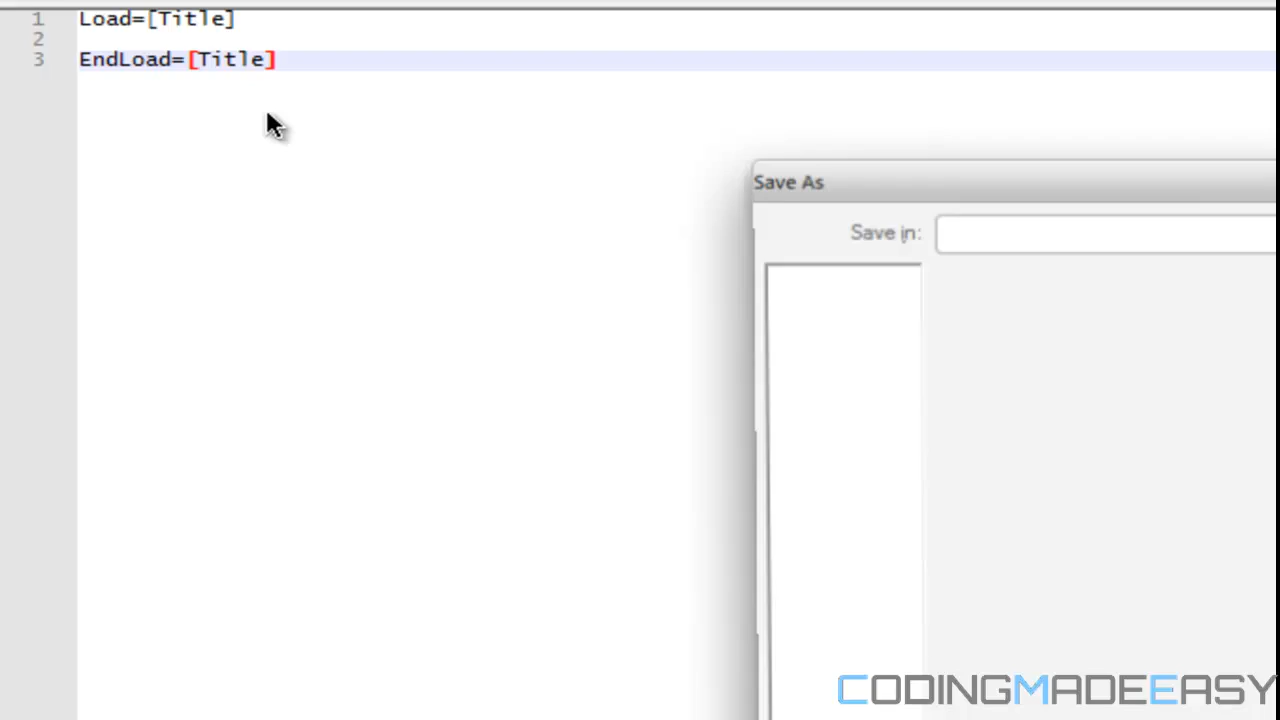 1 Load=[Title]
2
3 EndLoad=[Title]
Save As
Save in:
CODINGMADEEASY